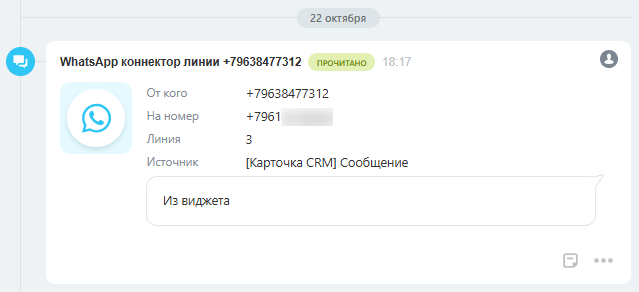 22 октября
WhatsApp коннектор линии +79638477312 ПРОЧИТАНО 18:17
От кого +79638477312
На номер +7961
Линия 3
Источник [Карточка CRM] Сообщение
Из виджета